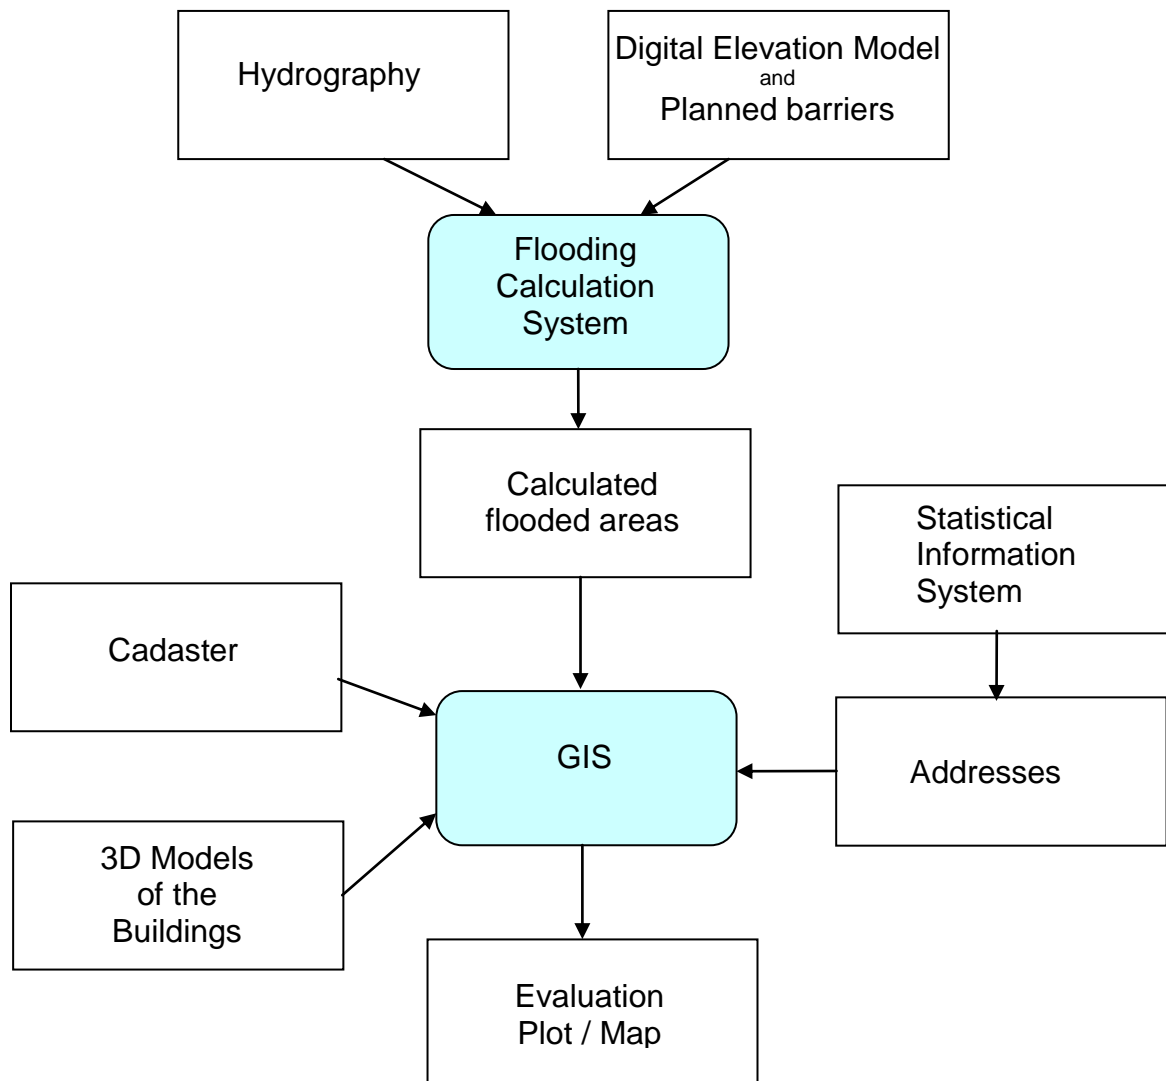 Hydrography
Digital Elevation Model
and
Planned barriers
Flooding
Calculation
System
Calculated
flooded areas
Statistical
Information
System
Cadaster
GIS
Addresses
3D Models
of the
Buildings
Evaluation
Plot / Map